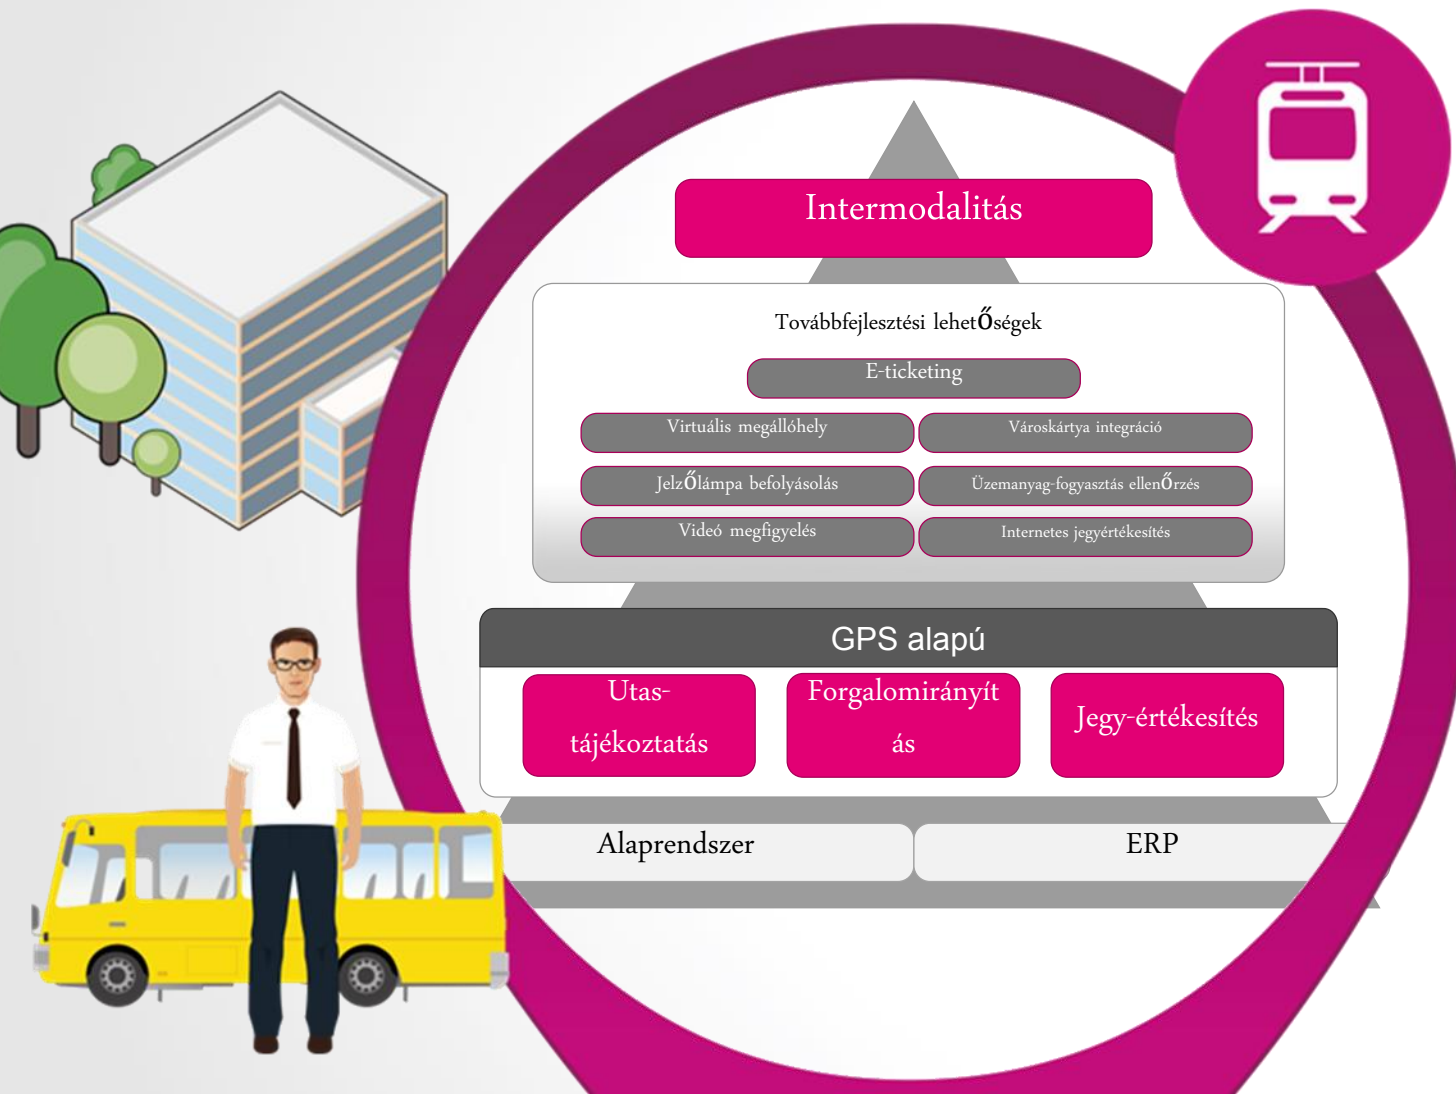 Intermodalitás
Továbbfejlesztési lehetőségek
E-ticketing
Virtuális megállóhely
Városkártya integráció
Jelzőlámpa befolyásolás
Üzemanyag-fogyasztás ellenőrzés
Videó megfigyelés
Internetes jegyértékesítés
GPS alapú
Utas-
tájékoztatás
Forgalomirányít
ás
Jegy-értékesítés
Alaprendszer
ERP